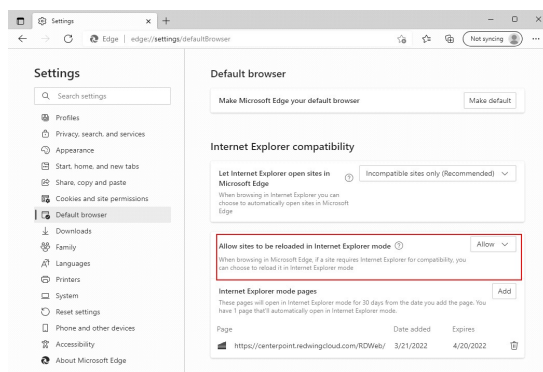 Settings
Edge
edge://settings/defaultBrowser
Not syncing
Settings
Search settings
Profiles
Privacy, search, and services
Appearance
Start, home, and new tabs
Share, copy and paste
Cookies and site permissions
Default browser
Downloads
Family
Languages
Printers
System
Reset settings
Phone and other devices
Accessibility
About Microsoft Edge
Default browser
Make Microsoft Edge your default browser
Make default
Internet Explorer compatibility
Let Internet Explorer open sites in
Microsoft Edge
Incompatible sites only (Recommended)
When browsing in Internet Explorer you can
choose to automatically open sites in Microsoft
Edge
Allow sites to be reloaded in Internet Explorer mode
Allow
When browsing in Microsoft Edge, if a site requires Internet Explorer for compatibility, you
can choose to reload it in Internet Explorer mode
Internet Explorer mode pages
Add
These pages will open in Internet Explorer mode for 30 days from the date you add the page. You
have 1 page that'll automatically open in Internet Explorer mode.
Page Date added Expires
https://centerpoint.redwingcloud.com/RDWeb/ 3/21/2022 4/20/2022